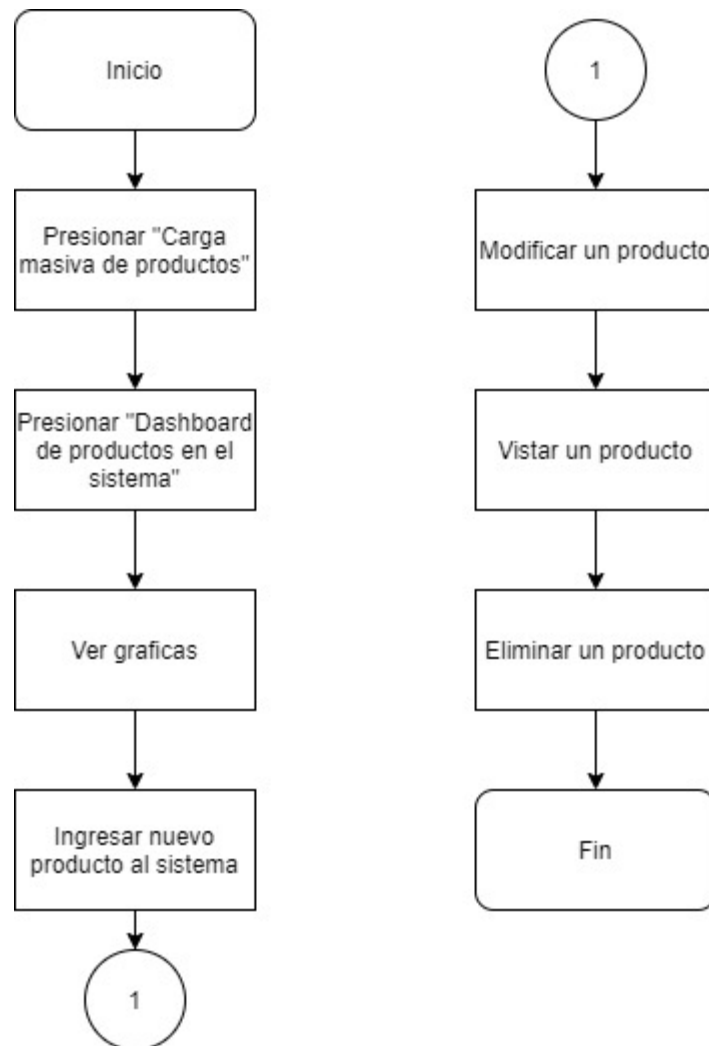 Inicio
Presionar "Carga
masiva de productos"
Presionar "Dashboard
de productos en el
sistema"
Ver graficas
Ingresar nuevo
producto al sistema
1
1
Modificar un producto
Vistar un producto
Eliminar un producto
Fin